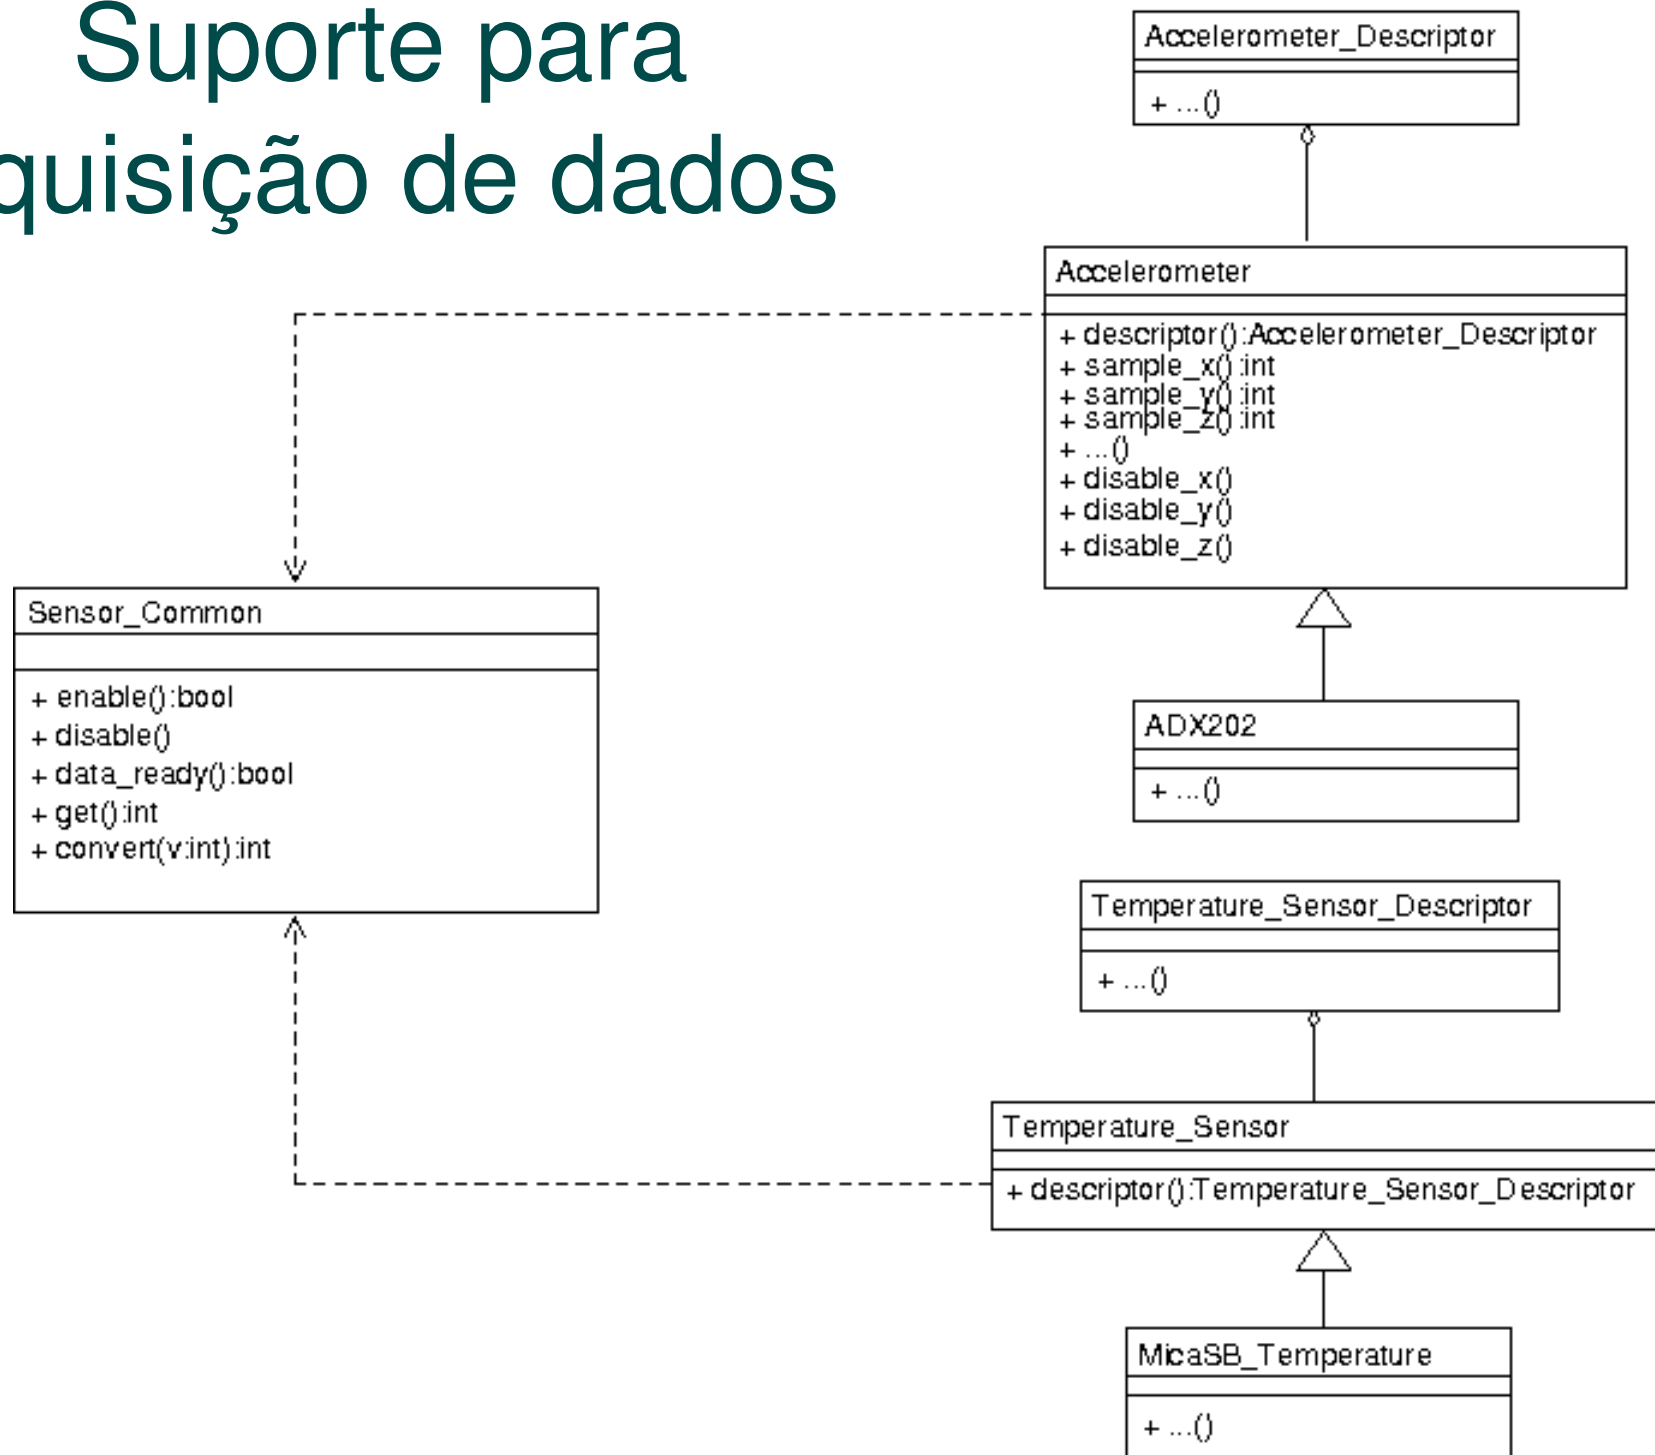 Suporte para
quisição de dados
Accelerometer_Descriptor
+ ...()
Accelerometer
+ descriptor():Accelerometer_Descriptor
+ sample_x():int
+ sample_y():int
+ sample_z():int
+ ...()
+ disable_x()
+ disable_y()
+ disable_z()
Sensor_Common
+ enable():bool
+ disable()
+ data_ready():bool
+ get():int
+ convert(v:int):int
ADX202
+ ...()
Temperature_Sensor_Descriptor
+ ...()
Temperature_Sensor
+ descriptor():Temperature_Sensor_Descriptor
MicaSB_Temperature
+ ...()